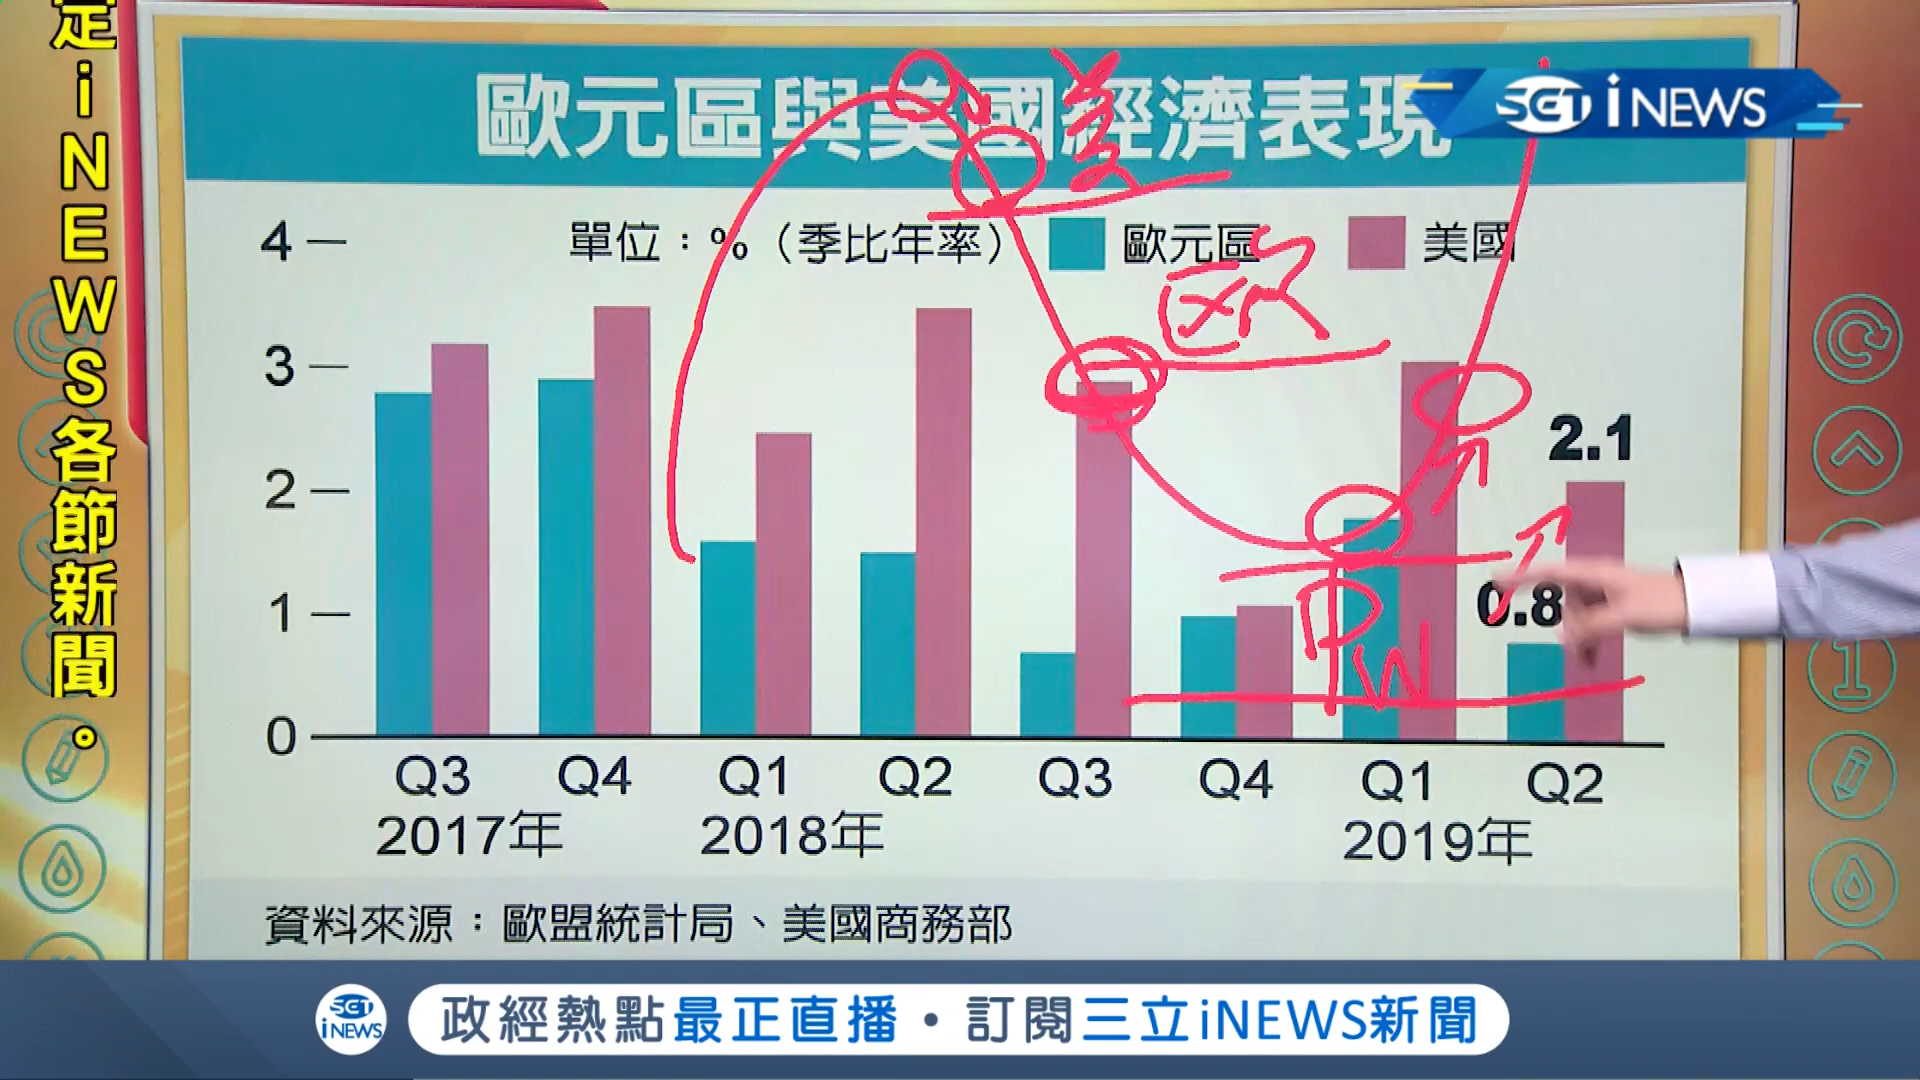 定iNEWS各節新聞。
歐元區與美國經濟表現
SET iNEWS
單位：%（季比年率） 歐元區 美國
美
欧
4
3
2
1
0
2.1
0.8
PW
Q3 Q4 Q1 Q2 Q3 Q4 Q1 Q2
2017年 2018年 2019年
資料來源：歐盟統計局、美國商務部
SET iNEWS
政經熱點最正直播・訂閱三立iNEWS新聞